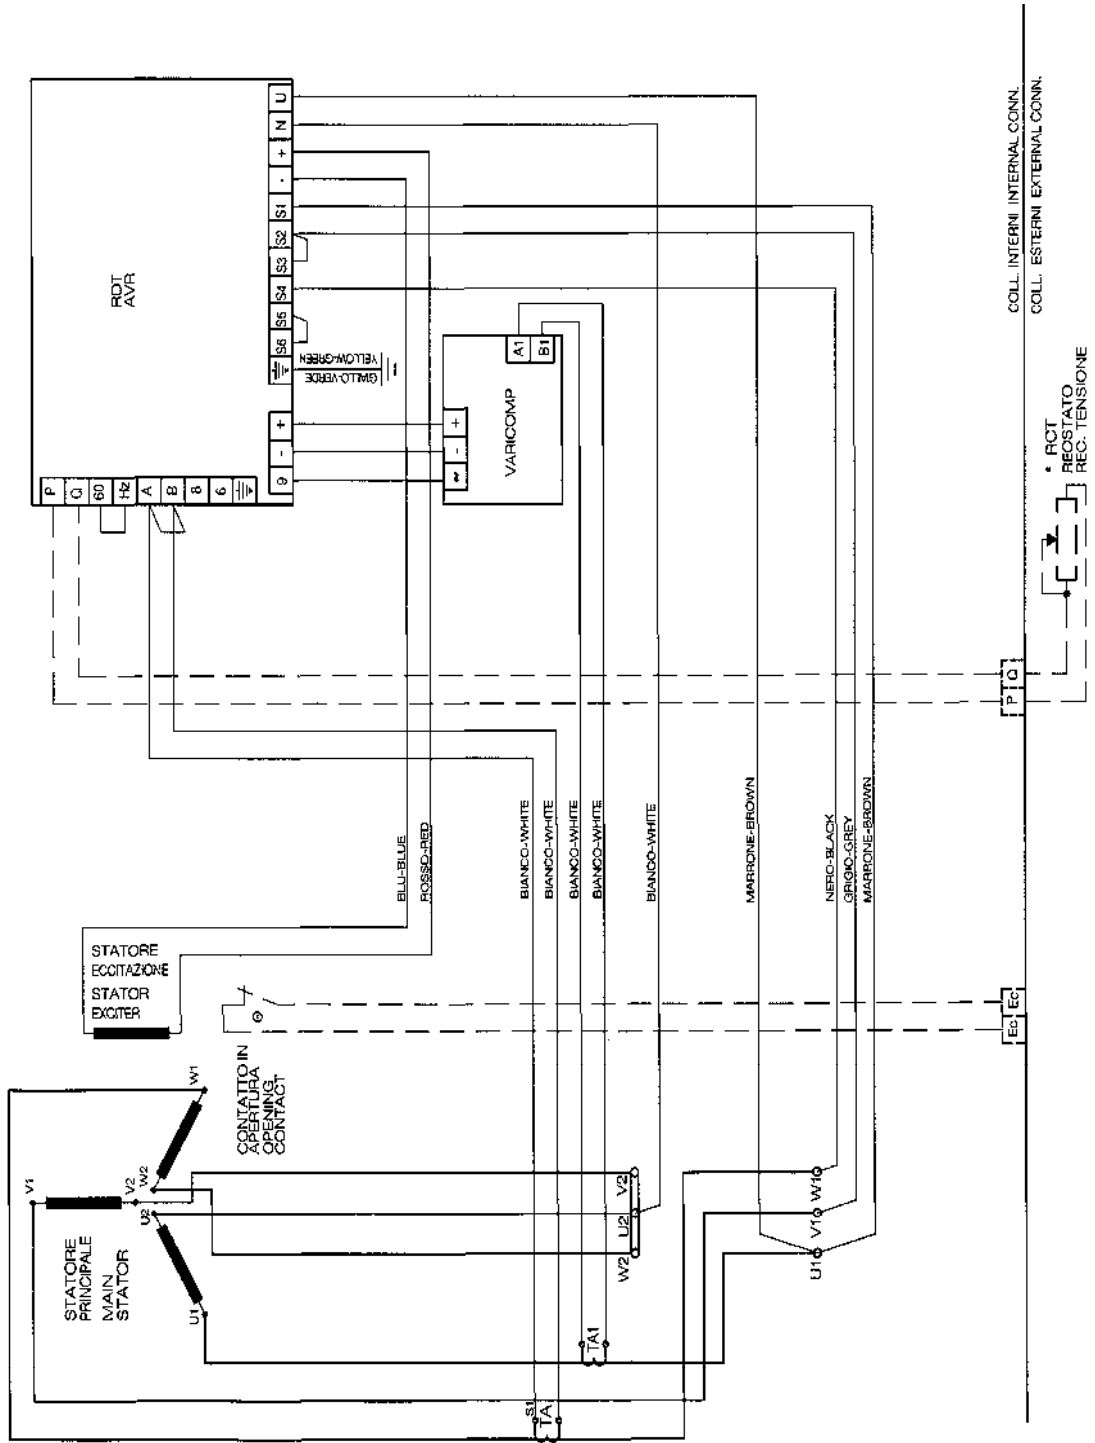 U
N
+
-
S1
S2
S3
S4
S5
S6
RDT
AVR
GIALLO-VERDE
YELLOW-GREEN
+
-
9
P
Q
60
Hz
A
B
8
6
A1
B1
VARICOMP
+
-
~
COLL. INTERNI INTERNAL CONN.
COLL. ESTERNI EXTERNAL CONN.
* RCT
REOSTATO
REC. TENSIONE
Q
P
BLU-BLUE
ROSSO-RED
BIANCO-WHITE
BIANCO-WHITE
BIANCO-WHITE
BIANCO-WHITE
BIANCO-WHITE
MARRONE-BROWN
NERO-BLACK
GRIGIO-GREY
MARRONE-BROWN
STATORE
ECCITAZIONE
STATOR
EXCITER
CONTATTO IN
APERTURA
OPENING
CONTACT
Ec
Ec
W1
W2
V1
V2
U2
U1
STATORE
PRINCIPALE
MAIN
STATOR
V2
U2
W2
W1
V1
U1
TA1
S1
TA